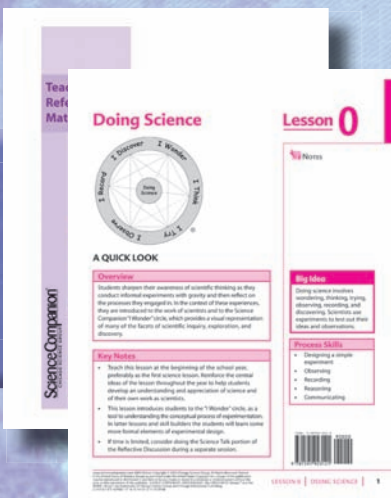 Teac
Refe
Mat
ScienceCompanion
Doing Science
Lesson 0
Notes
I Discover
I Wonder
I Think
I Try
I Observe
I Record
Doing
Science
A QUICK LOOK
Overview
Students sharpen their awareness of scientific thinking as they
conduct informal experiments with gravity and then reflect on
the processes they engaged in. In the context of these experiences,
they are introduced to the work of scientists and to the Science
Companion "I Wonder" circle, which provides a visual representation
of many of the facets of scientific inquiry, exploration, and
discovery.
Big Idea
Doing science involves
wondering, thinking, trying,
observing, recording, and
discovering. Scientists use
experiments to test out their
ideas and observations.
Key Notes
• Teach this lesson at the beginning of the school year,
preferably as the first science lesson. Reinforce the central
ideas of the lesson throughout the year to help students
develop an understanding and appreciation of science and
of their own work as scientists.
• This lesson introduces students to the "I Wonder" circle, as a
tool to understanding the conceptual process of experimentation.
In later lessons and skill builders the students will learn some
more formal elements of experimental design.
• If time is limited, consider doing the Science Talk portion of
the Reflective Discussion during a separate session.
Process Skills
• Designing a simple
experiment
• Observing
• Recording
• Reasoning
• Communicating
LESSON 0 | DOING SCIENCE | 1